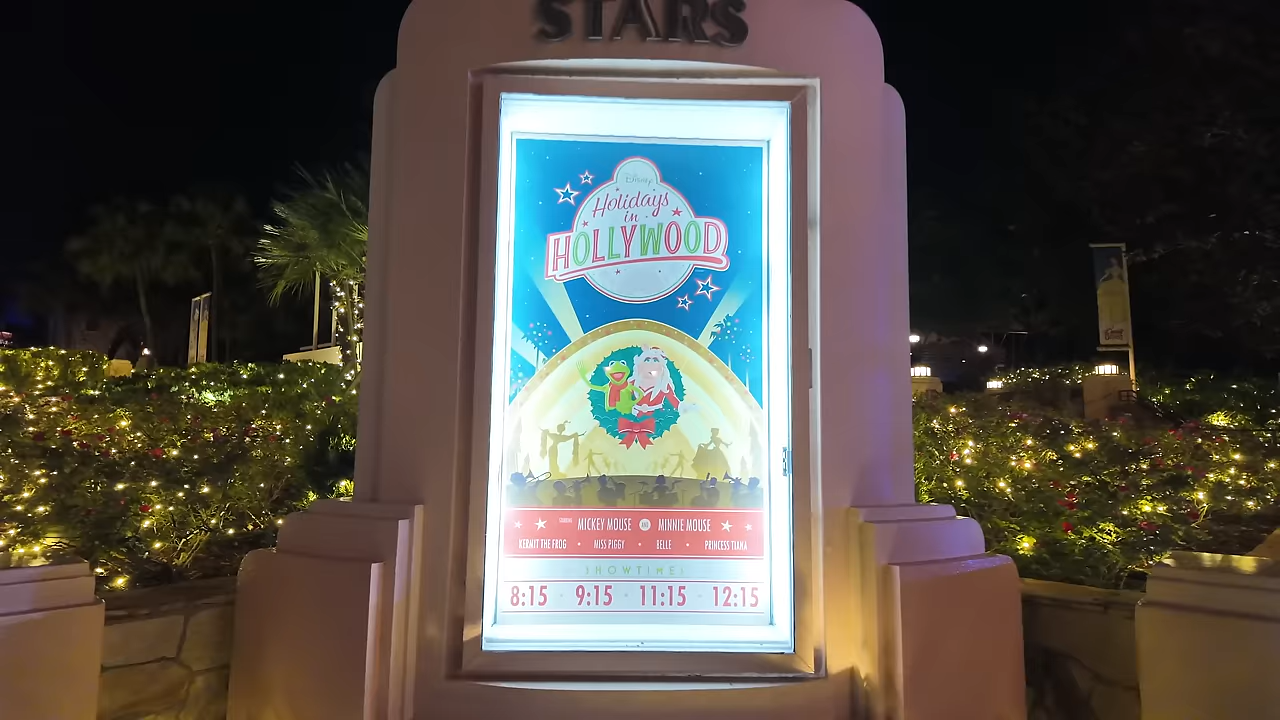 STARS
Disney
Holidays
in
HOLLYWOOD
STARRING MICKEY MOUSE AND MINNIE MOUSE
KERMIT THE FROG • MISS PIGGY • BELLE • PRINCESS TIANA
SHOWTIMES
8:15 9:15 11:15 12:15